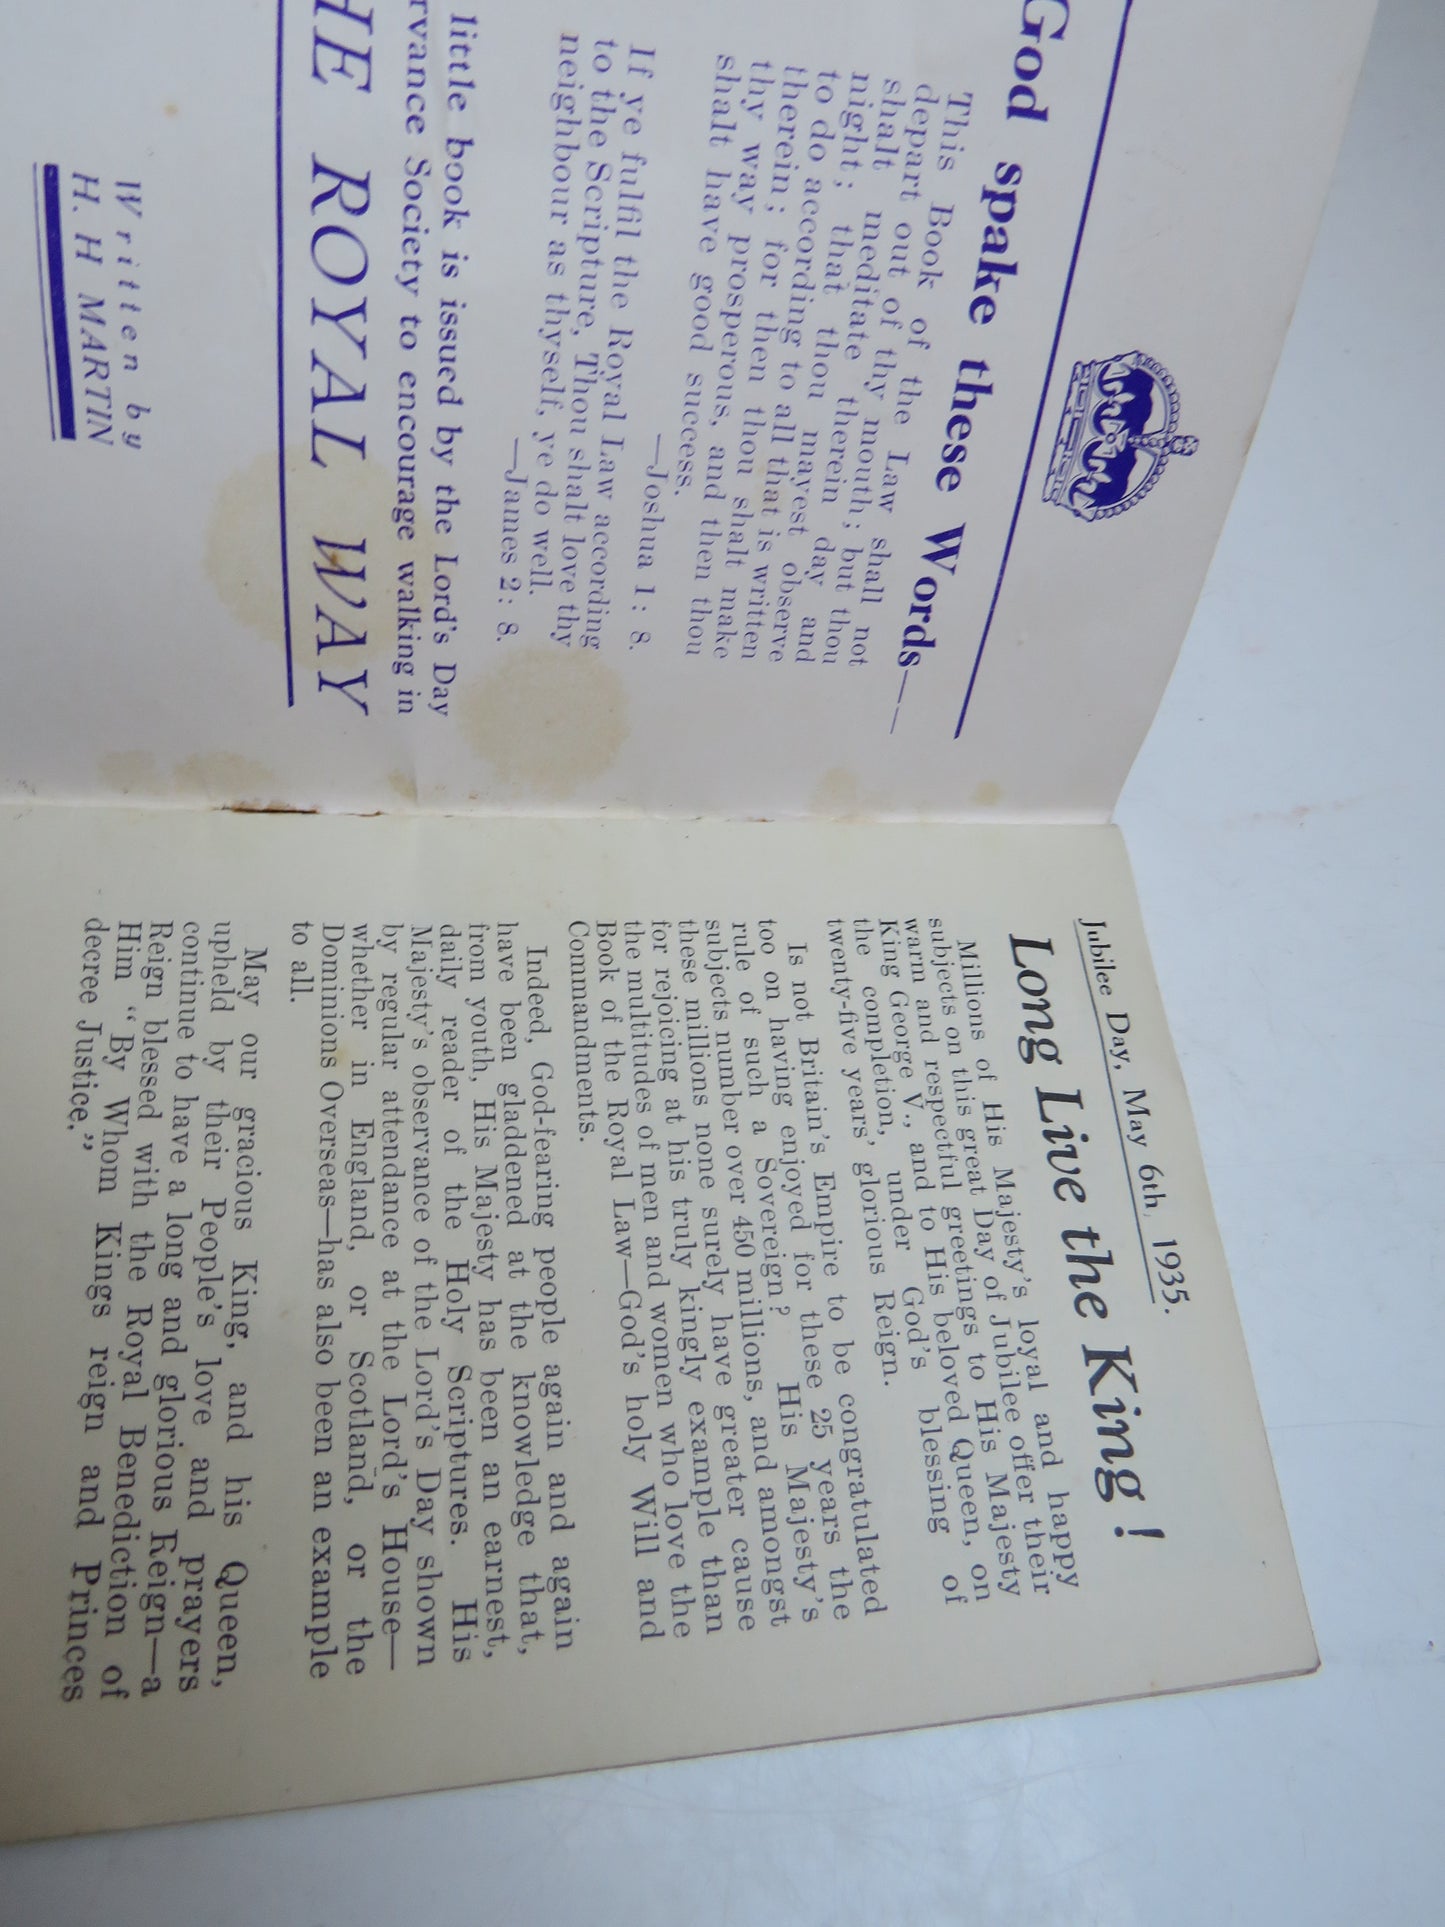 God spake these Words——
This Book of the Law shall not
depart out of thy mouth; but thou
shalt meditate therein day and
night; that thou mayest observe
to do according to all that is written
therein; for then thou shalt make
thy way prosperous, and then thou
shalt have good success.
—Joshua 1: 8.
If ye fulfil the Royal Law according
to the Scripture, Thou shalt love thy
neighbour as thyself, ye do well.
—James 2: 8.
little book is issued by the Lord's Day
rvance Society to encourage walking in
HE ROYAL WAY
Written by
H. H MARTIN
Jubilee Day, May 6th, 1935.
Long Live the King!
Millions of His Majesty's loyal and happy
subjects on this great Day of Jubilee offer their
warm and respectful greetings to His Majesty
King George V., and to His beloved Queen, on
the completion, under God's blessing of
twenty-five years' glorious Reign.
Is not Britain's Empire to be congratulated
too on having enjoyed for these 25 years the
rule of such a Sovereign? His Majesty's
subjects number over 450 millions, and amongst
these millions none surely have greater cause
for rejoicing at his truly kingly example than
the multitudes of men and women who love the
Book of the Royal Law—God's holy Will and
Commandments.
Indeed, God-fearing people again and again
have been gladdened at the knowledge that,
from youth, His Majesty has been an earnest,
daily reader of the Holy Scriptures. His
Majesty's observance of the Lord's Day shown
by regular attendance at the Lord's House—
whether in England, or Scotland, or the
Dominions Overseas—has also been an example
to all.
May our gracious King, and his Queen,
upheld by their People's love and prayers
continue to have a long and glorious Reign—a
Reign blessed with the Royal Benediction of
Him "By Whom Kings reign and Princes
decree Justice."